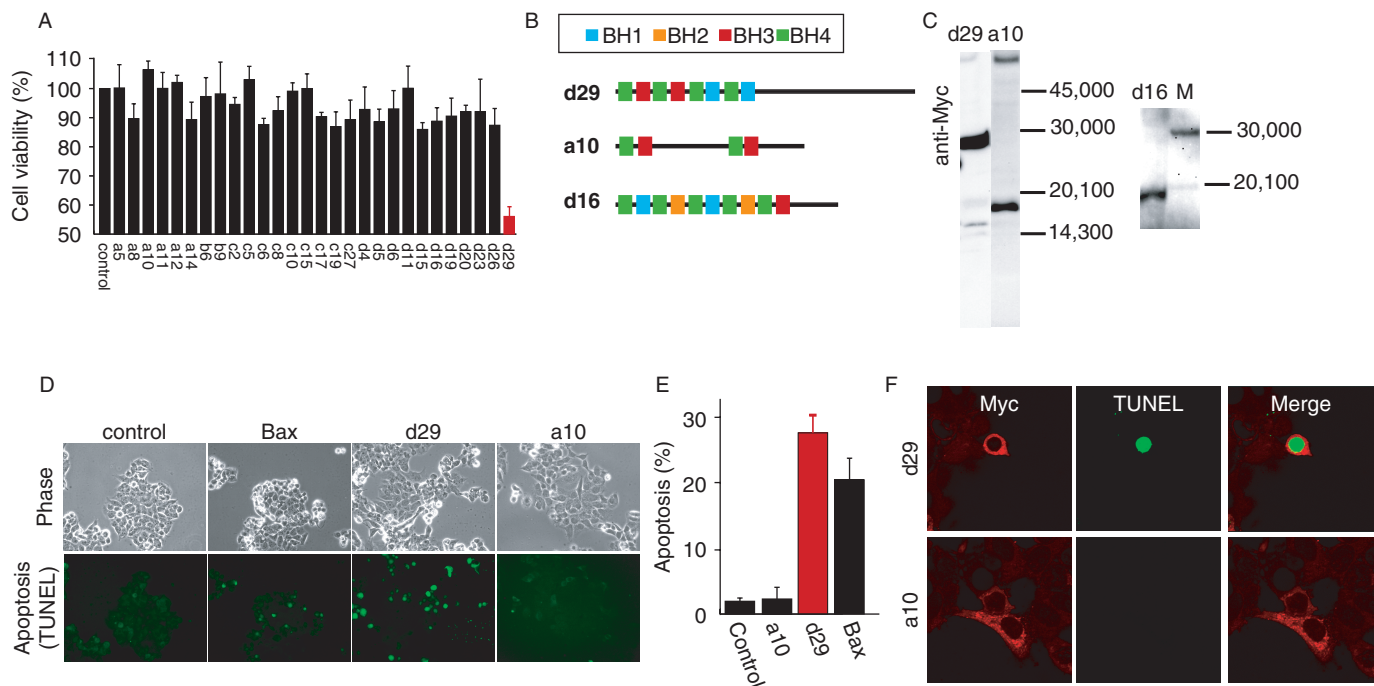 A
Cell viability (%)
110
100
90
80
70
60
50
control
a5
a8
a10
a11
a12
a14
b6
b9
c2
c5
c6
c8
c10
c15
c17
c19
c27
d4
d5
d6
d11
d15
d16
d19
d20
d23
d26
d29
B
BH1 BH2 BH3 BH4
d29
a10
d16
C
d29 a10
anti-Myc
45,000
30,000
20,100
14,300
d16 M
30,000
20,100
D
control Bax d29 a10
Phase
Apoptosis
(TUNEL)
E
Apoptosis (%)
30
20
10
0
Control
a10
d29
Bax
F
Myc TUNEL Merge
d29
a10